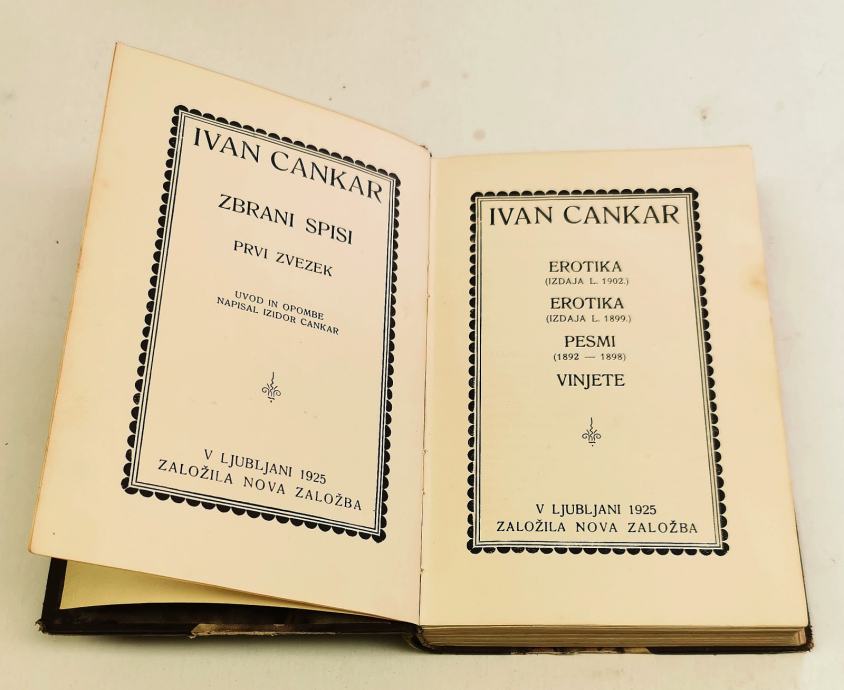 IVAN CANKAR
ZBRANI SPISI
PRVI ZVEZEK
UVOD IN OPOMBE
NAPISAL IZIDOR CANKAR
V LJUBLJANI 1925
ZALOŽILA NOVA ZALOŽBA
IVAN CANKAR
EROTIKA
(IZDAJA L. 1902.)
EROTIKA
(IZDAJA L. 1899.)
PESMI
(1892 — 1898)
VINJETE
V LJUBLJANI 1925
ZALOŽILA NOVA ZALOŽBA